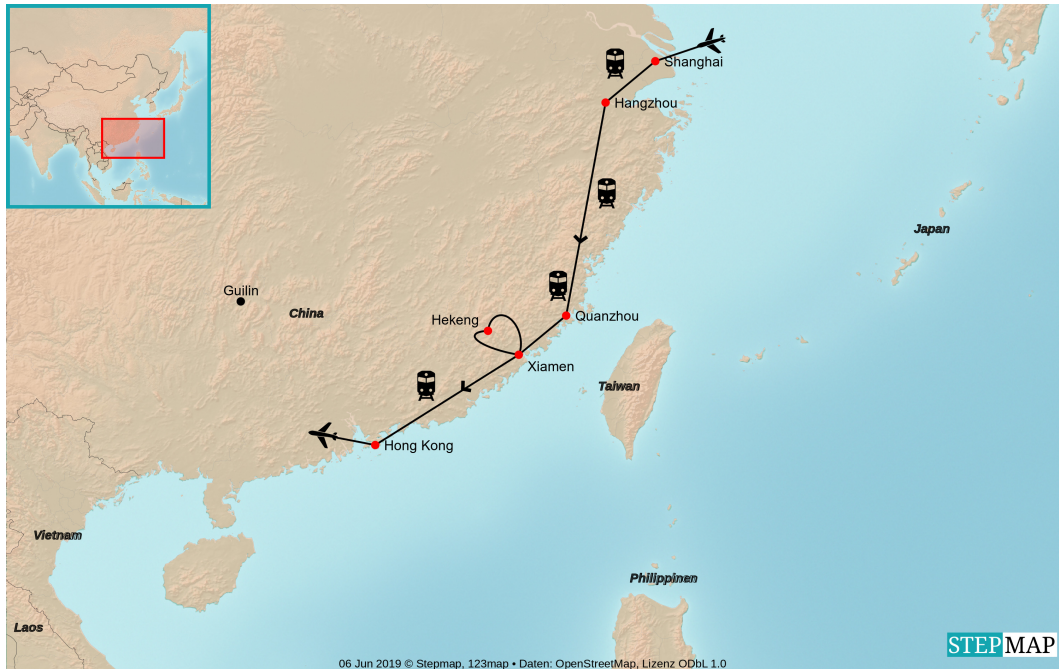 Shanghai
Hangzhou
Japan
Guilin
China
Hekeng
Quanzhou
Xiamen
Taiwan
Hong Kong
Vietnam
Philippinen
Laos
STEPMAP
06 Jun 2019 © Stepmap, 123map • Daten: OpenStreetMap, Lizenz ODbL 1.0